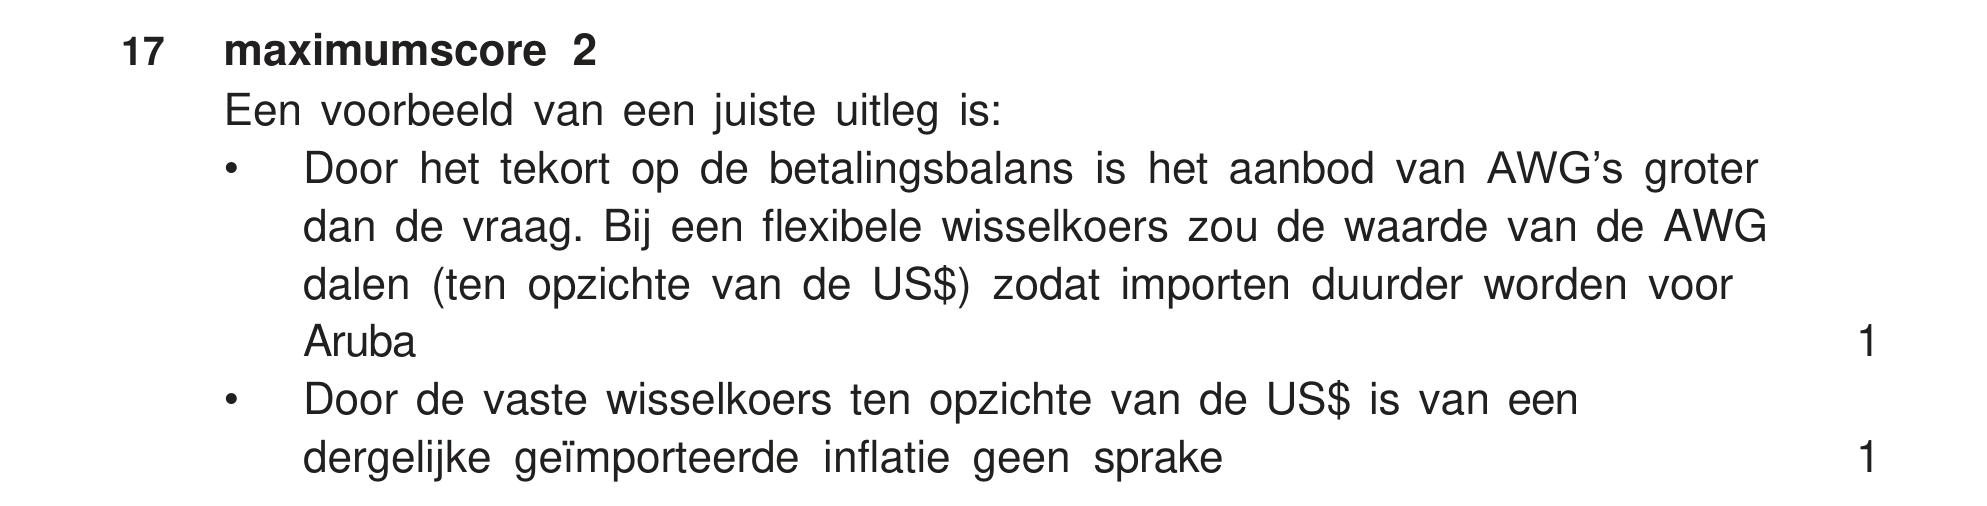 17 maximumscore 2
Een voorbeeld van een juiste uitleg is:
• Door het tekort op de betalingsbalans is het aanbod van AWG’s groter
dan de vraag. Bij een flexibele wisselkoers zou de waarde van de AWG
dalen (ten opzichte van de US$) zodat importen duurder worden voor
Aruba 1
• Door de vaste wisselkoers ten opzichte van de US$ is van een
dergelijke geïmporteerde inflatie geen sprake 1